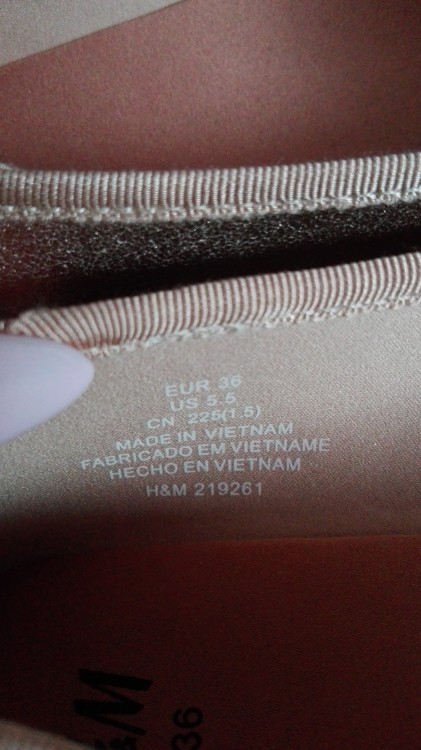 EUR 36
US 5.5
CN 225(1.5)
MADE IN VIETNAM
FABRICADO EM VIETNAME
HECHO EN VIETNAM
H&M 219261
&M
36